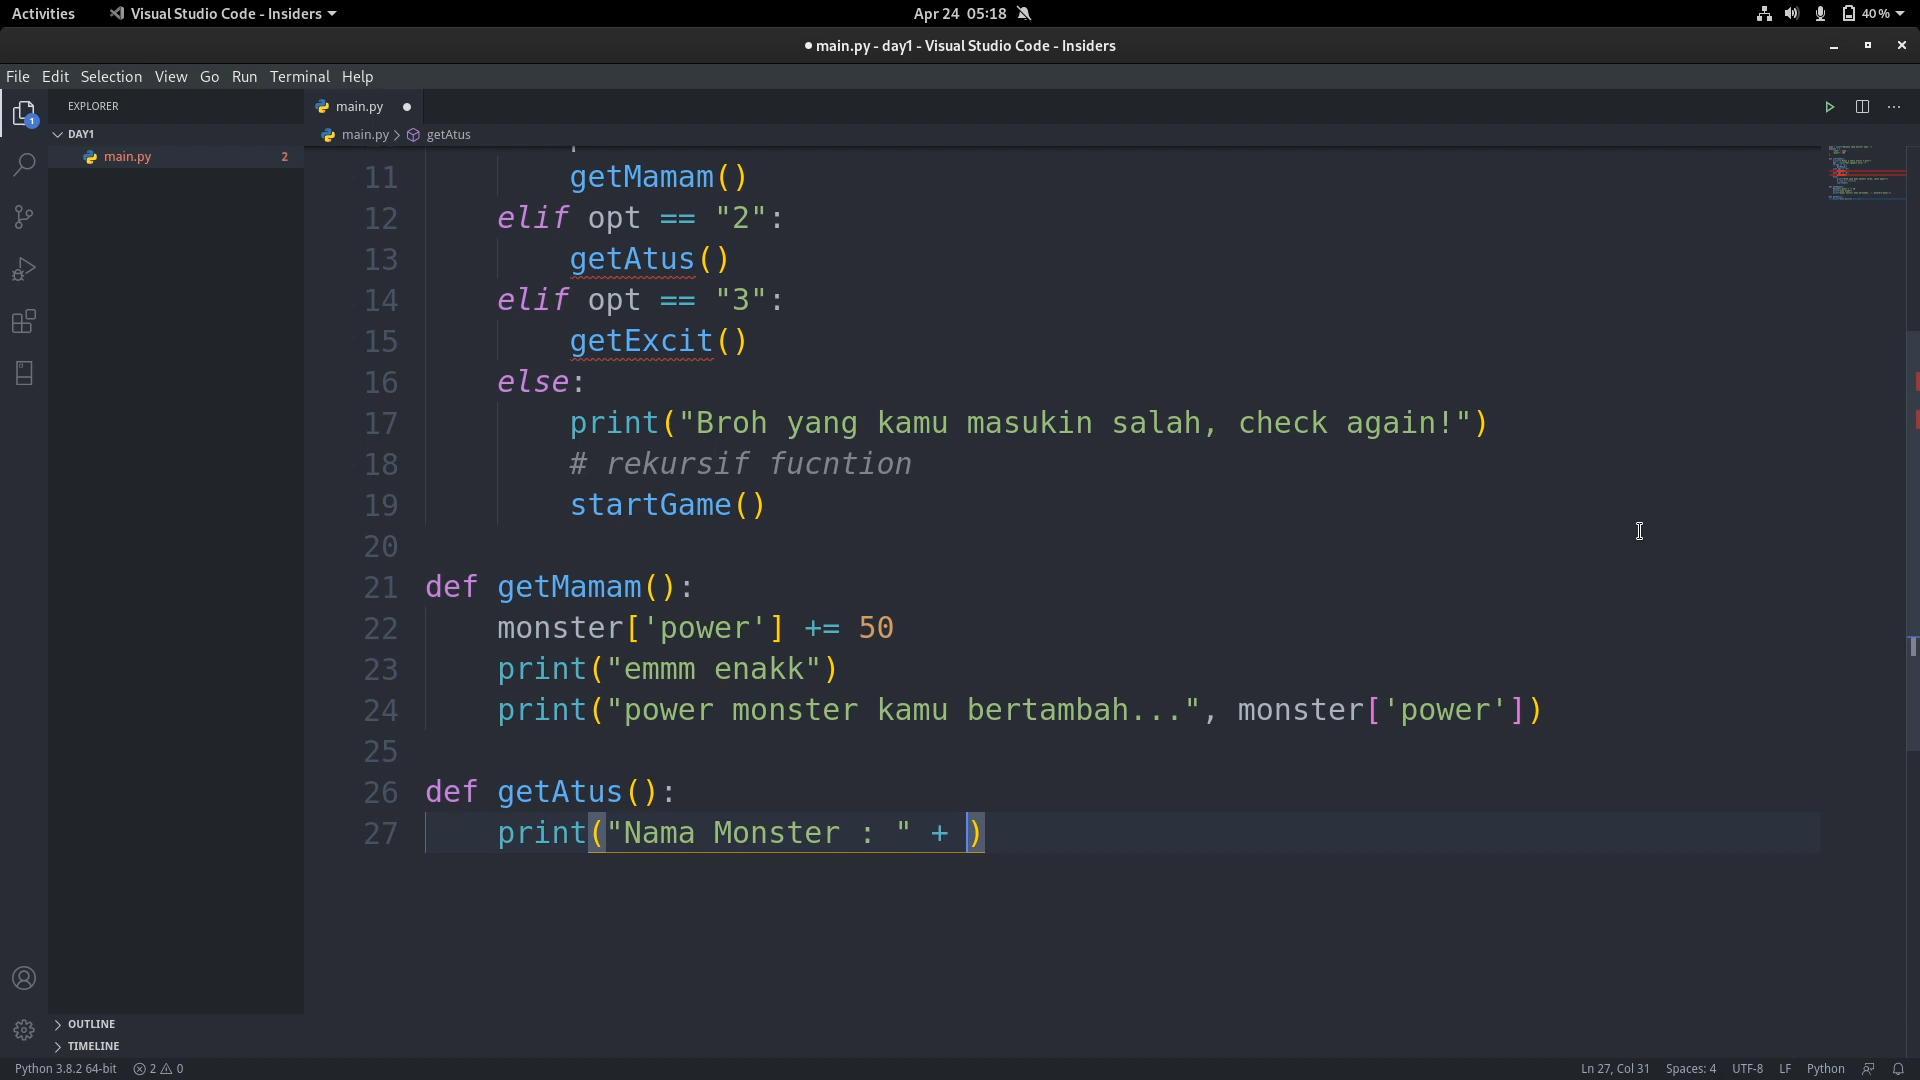 Activities
Visual Studio Code - Insiders
Apr 24 05:18
40 %
● main.py - day1 - Visual Studio Code - Insiders
File Edit Selection View Go Run Terminal Help
EXPLORER
main.py
1
DAY1
main.py > getAtus
main.py 2
11 getMamam()
12 elif opt == "2":
13 getAtus()
14 elif opt == "3":
15 getExcit()
16 else:
17 print("Broh yang kamu masukin salah, check again!")
18 # rekursif fucntion
19 startGame()
20
21 def getMamam():
22 monster['power'] += 50
23 print("emmm enakk")
24 print("power monster kamu bertambah...", monster['power'])
25
26 def getAtus():
27 print("Nama Monster : " + )
OUTLINE
TIMELINE
Python 3.8.2 64-bit 2 0 Ln 27, Col 31 Spaces: 4 UTF-8 LF Python